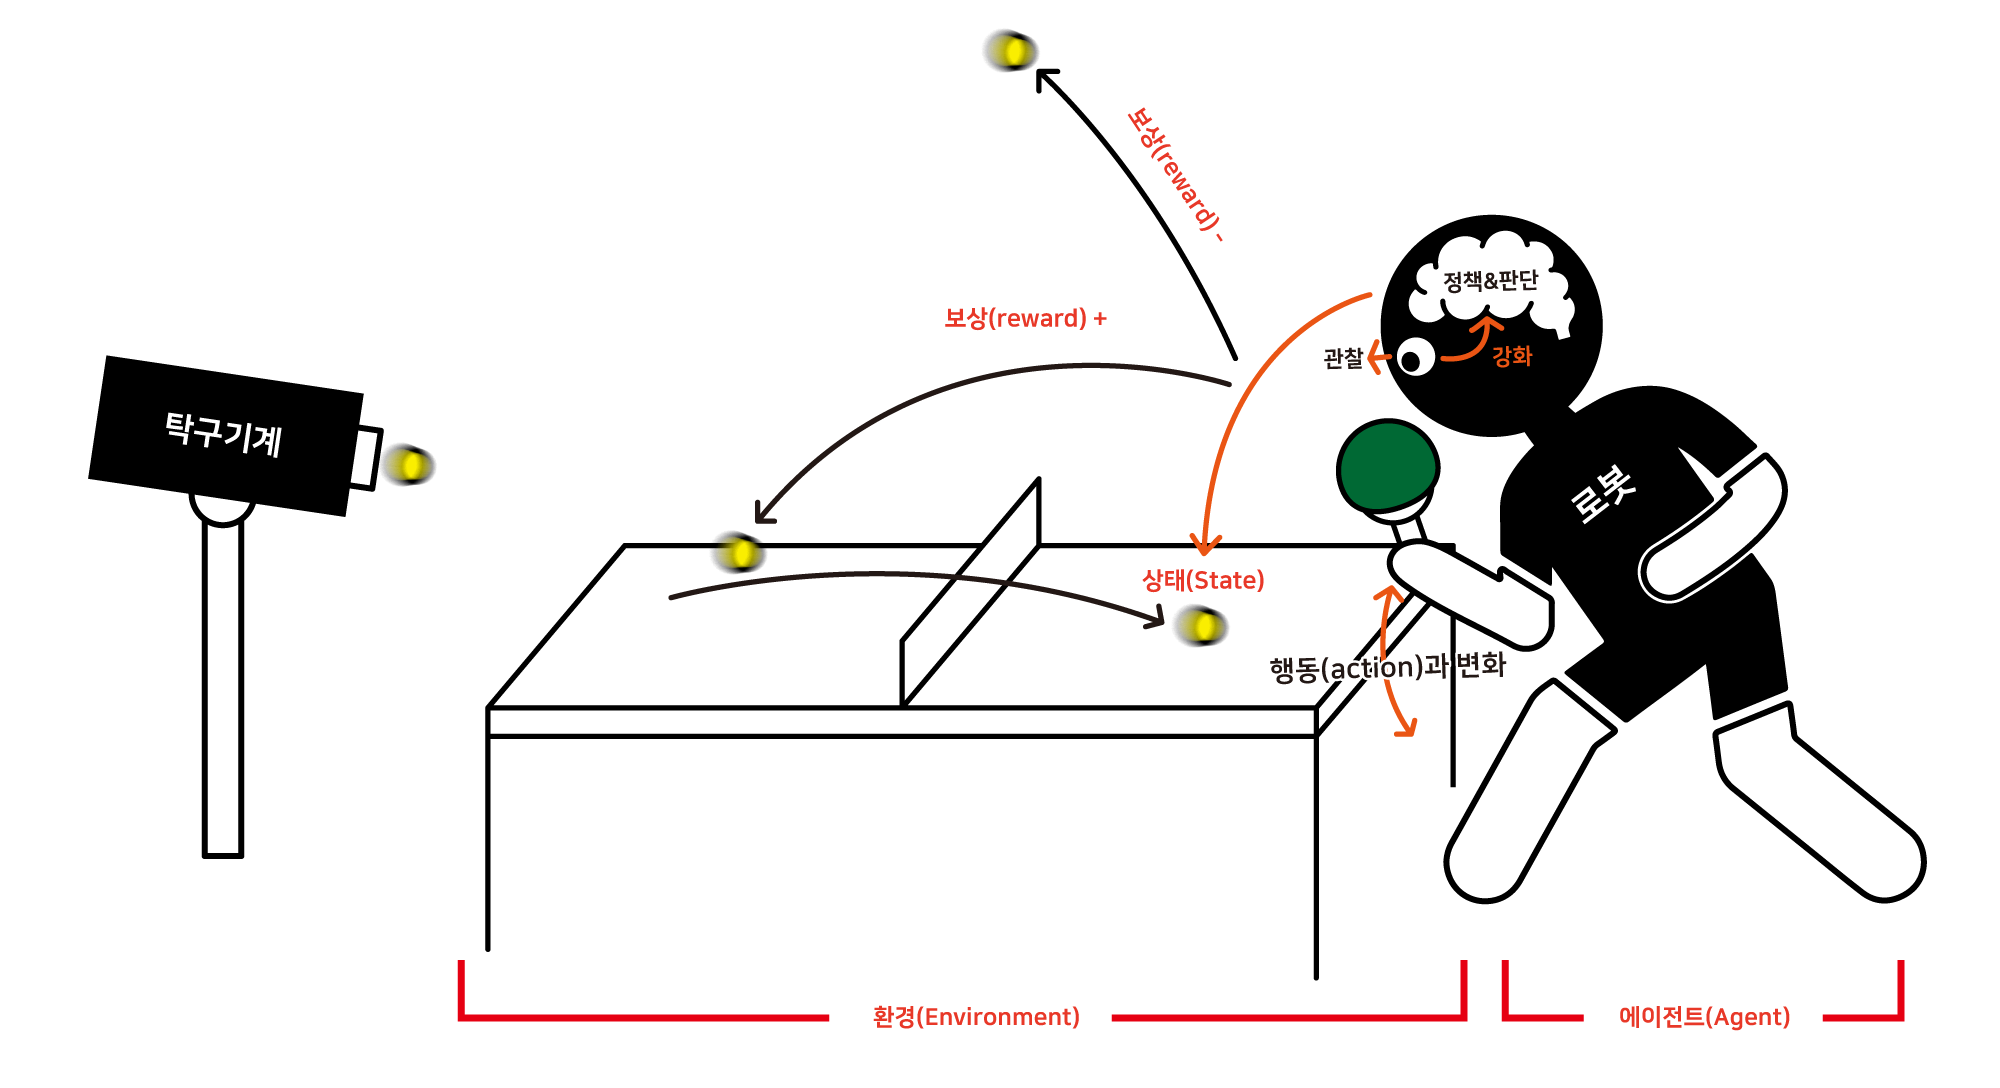 보상(reward) -
보상(reward) +
정책&판단
관찰
강화
탁구기계
로봇
상태(State)
행동(action)과 변화
환경(Environment)
에이전트(Agent)